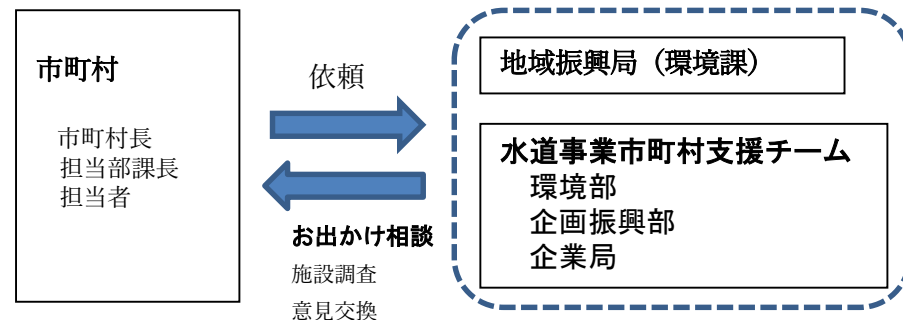 市町村
市町村長
担当部課長
担当者
依頼
お出かけ相談
施設調査
意見交換
地域振興局（環境課）
水道事業市町村支援チーム
環境部
企画振興部
企業局